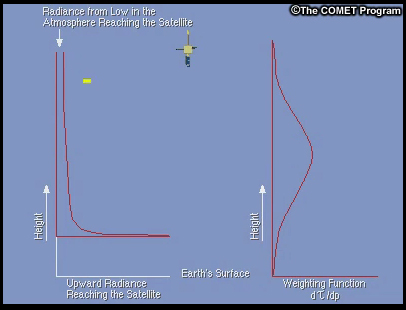 ©The COMET Program
Radiance from Low in the
Atmosphere Reaching the Satellite
Height
Height
Earth's Surface
Upward Radiance
Reaching the Satellite
Weighting Function
d℃/dp